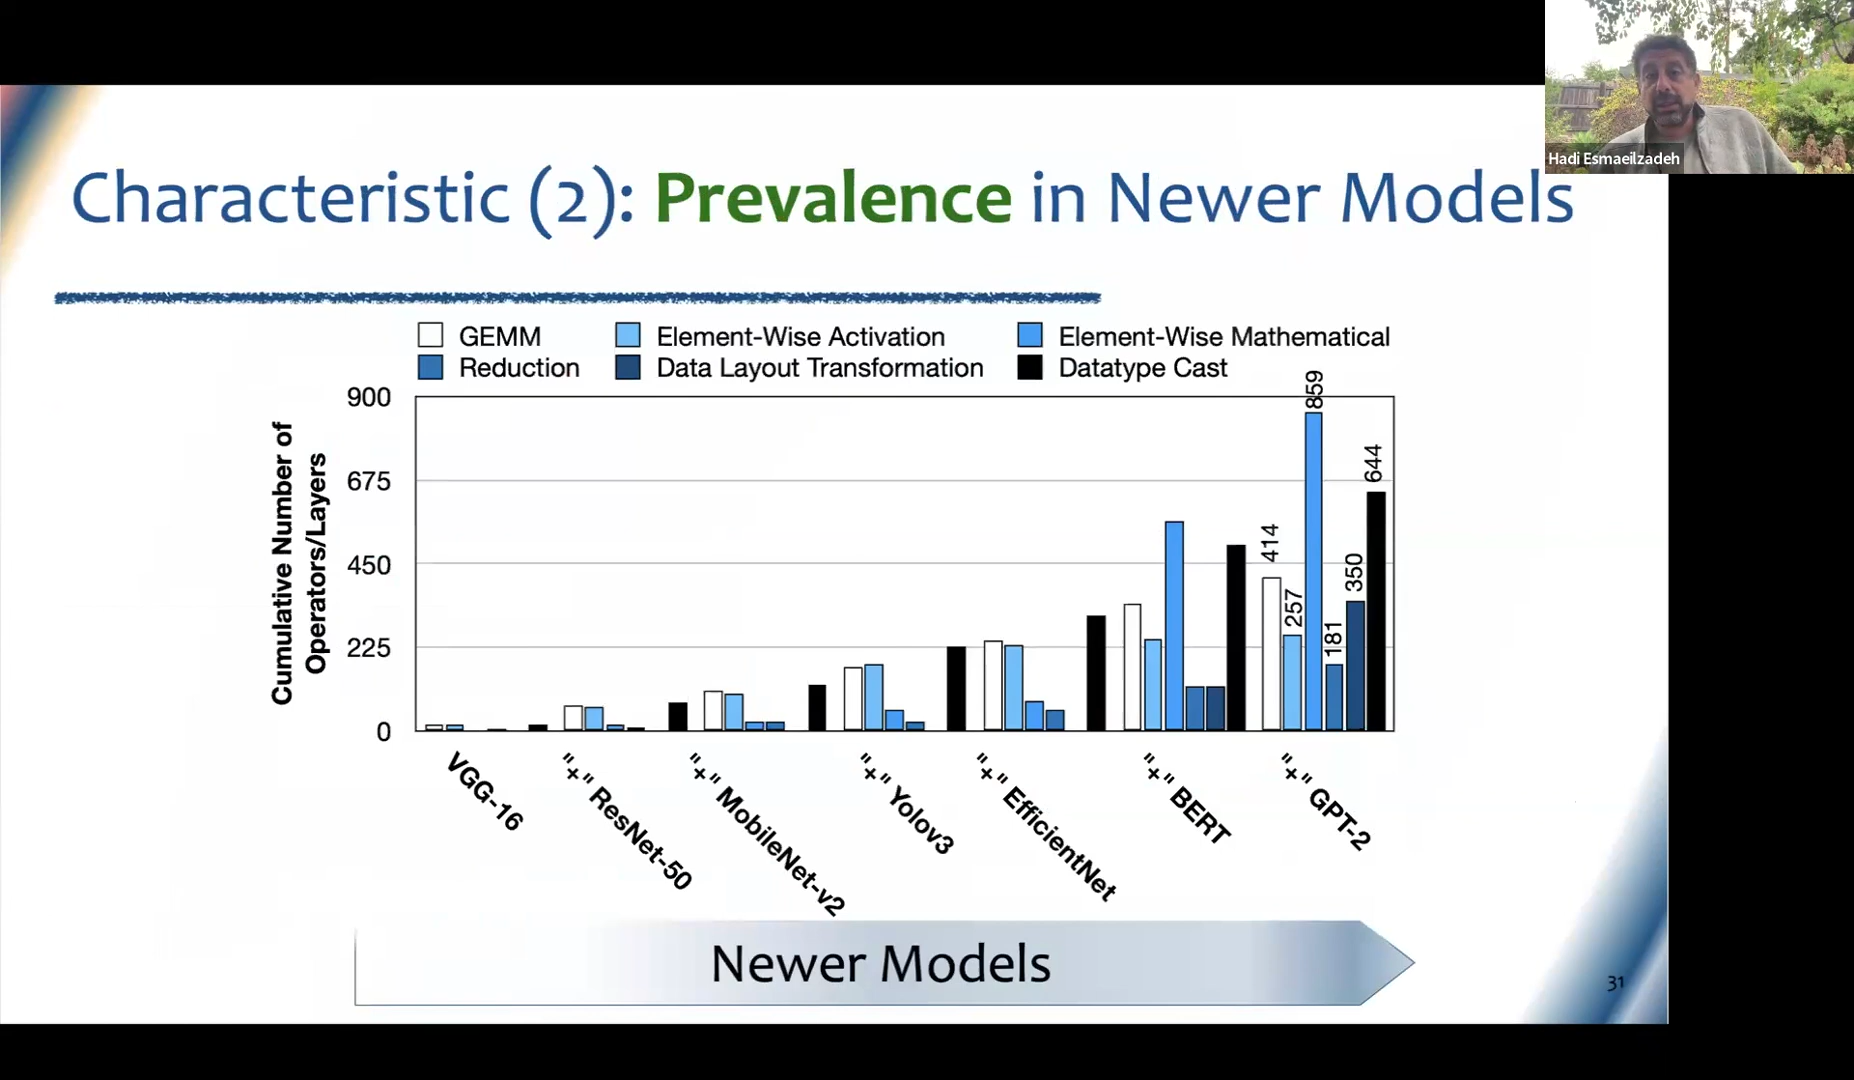 Hadi Esmaeilzadeh
Characteristic (2): Prevalence in Newer Models
GEMM
Element-Wise Activation
Element-Wise Mathematical
Reduction
Data Layout Transformation
Datatype Cast
Cumulative Number of
Operators/Layers
900
675
450
225
0
414
257
859
181
350
644
VGG-16
"+" ResNet-50
"+" MobileNet-v2
"+" Yolov3
"+" EfficientNet
"+" BERT
"+" GPT-2
Newer Models
31